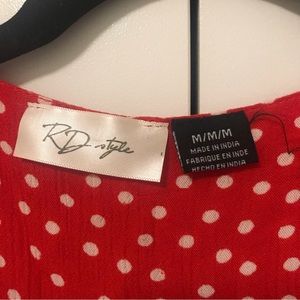 RD style
M/M/M
MADE IN INDIA
FABRIQUE EN INDE
HECHO EN INDIA